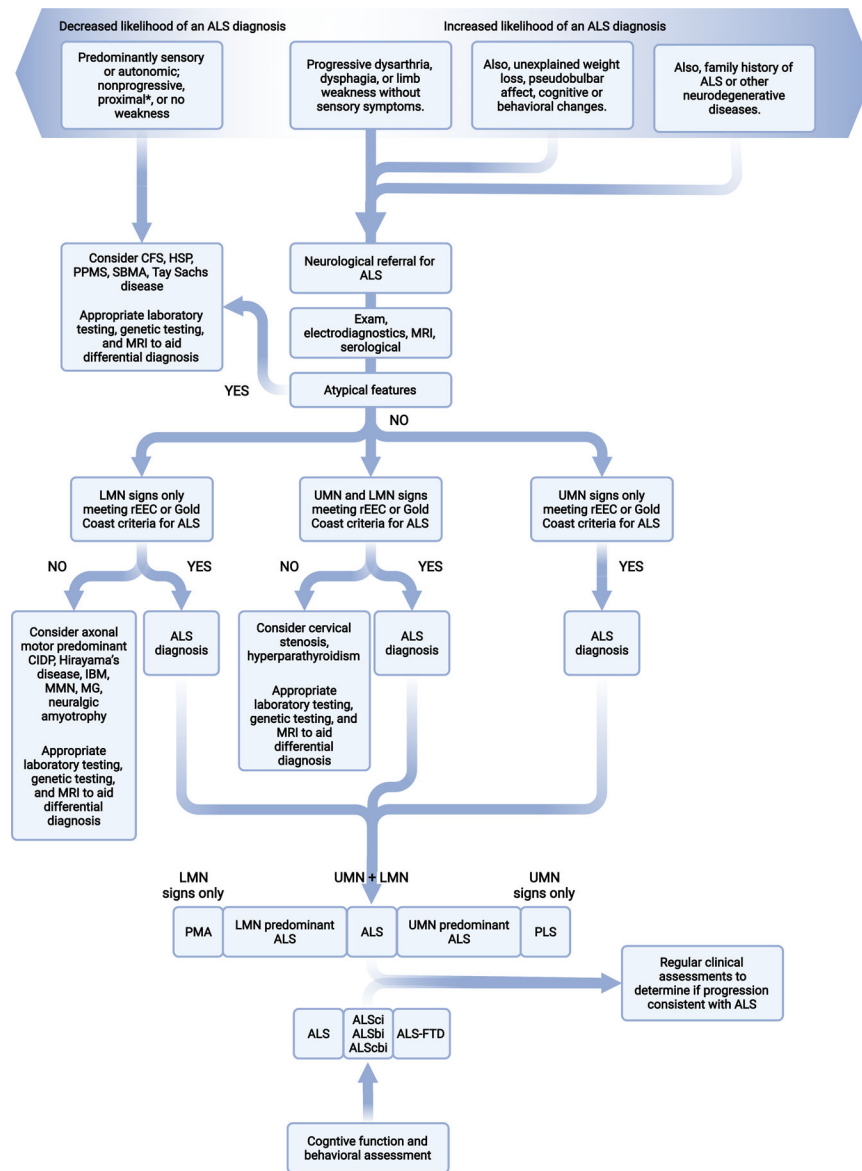 Decreased likelihood of an ALS diagnosis
Increased likelihood of an ALS diagnosis
Predominantly sensory
or autonomic;
nonprogressive,
proximal*, or no
weakness
Progressive dysarthria,
dysphagia, or limb
weakness without
sensory symptoms.
Also, unexplained weight
loss, pseudobulbar
affect, cognitive or
behavioral changes.
Also, family history of
ALS or other
neurodegenerative
diseases.
Consider CFS, HSP,
PPMS, SBMA, Tay Sachs
disease
Appropriate laboratory
testing, genetic testing,
and MRI to aid
differential diagnosis
Neurological referral for
ALS
Exam,
electrodiagnostics, MRI,
serological
YES
Atypical features
NO
LMN signs only
meeting rEEC or Gold
Coast criteria for ALS
UMN and LMN signs
meeting rEEC or Gold
Coast criteria for ALS
UMN signs only
meeting rEEC or Gold
Coast criteria for ALS
NO
YES
NO
YES
YES
Consider axonal
motor predominant
CIDP, Hirayama's
disease, IBM,
MMN, MG,
neuralgic
amyotrophy
Appropriate
laboratory testing,
genetic testing,
and MRI to aid
differential
diagnosis
ALS
diagnosis
Consider cervical
stenosis,
hyperparathyroidism
Appropriate
laboratory testing,
genetic testing, and
MRI to aid
differential
diagnosis
ALS
diagnosis
ALS
diagnosis
LMN
signs only
UMN + LMN
UMN
signs only
PMA
LMN predominant
ALS
ALS
UMN predominant
ALS
PLS
Regular clinical
assessments to
determine if progression
consistent with ALS
ALS
ALSci
ALSbi
ALScbi
ALS-FTD
Cogntive function and
behavioral assessment